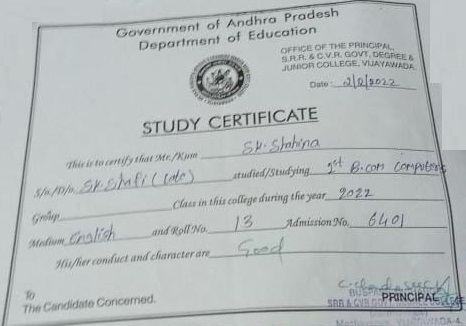 Government of Andhra Pradesh
Department of Education
OFFICE OF THE PRINCIPAL,
S.R.R. & C.V.R. GOVT. DEGREE &
JUNIOR COLLEGE, VIJAYAWADA.
Date: 2/2/2022
STUDY CERTIFICATE
This is to certify that Mr./Kum SK. Shahina
S/o./D/o. SK. Shafi (late) studied/Studying 1st B.com Computers
Class in this college during the year 2022
Group
Medium English and Roll No. 13 Admission No. 6401
His/her conduct and character are Good
To
The Candidate Concerned.
PRINCIPAL
SRR & CVR